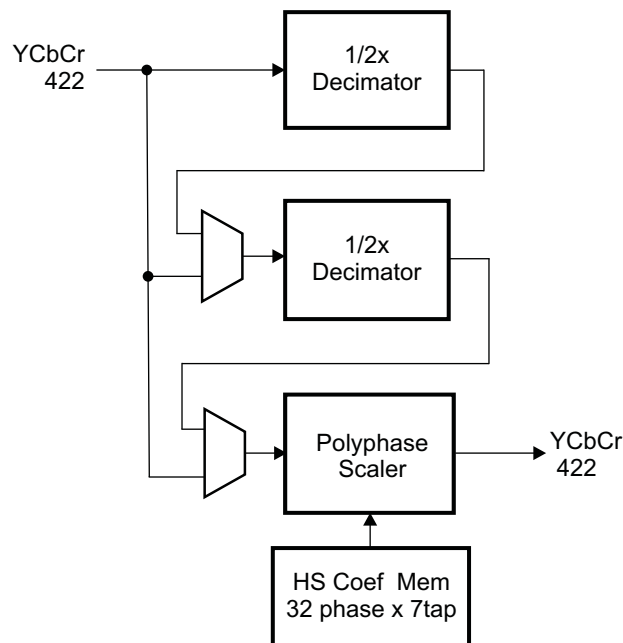 YCbCr
422
1/2x
Decimator
1/2x
Decimator
Polyphase
Scaler
YCbCr
422
HS Coef Mem
32 phase x 7tap